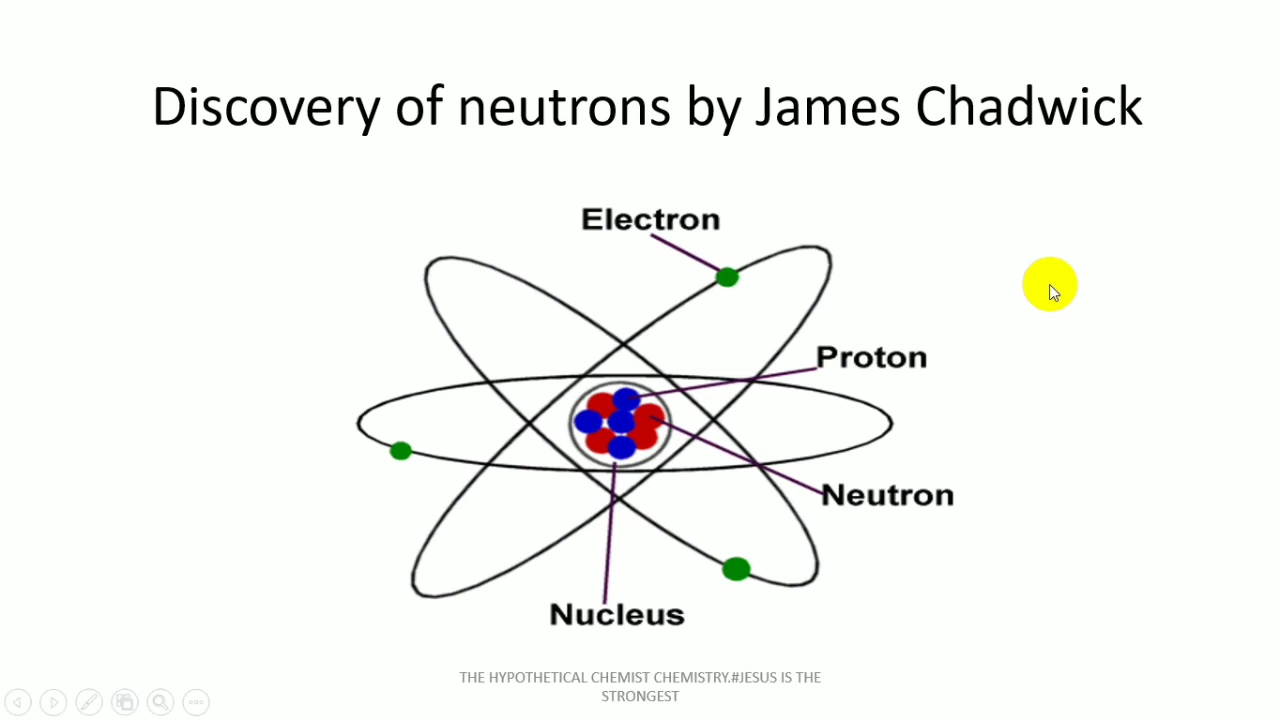 Discovery of neutrons by James Chadwick
Electron
Proton
Neutron
Nucleus
THE HYPOTHETICAL CHEMIST CHEMISTRY.#JESUS IS THE
STRONGEST